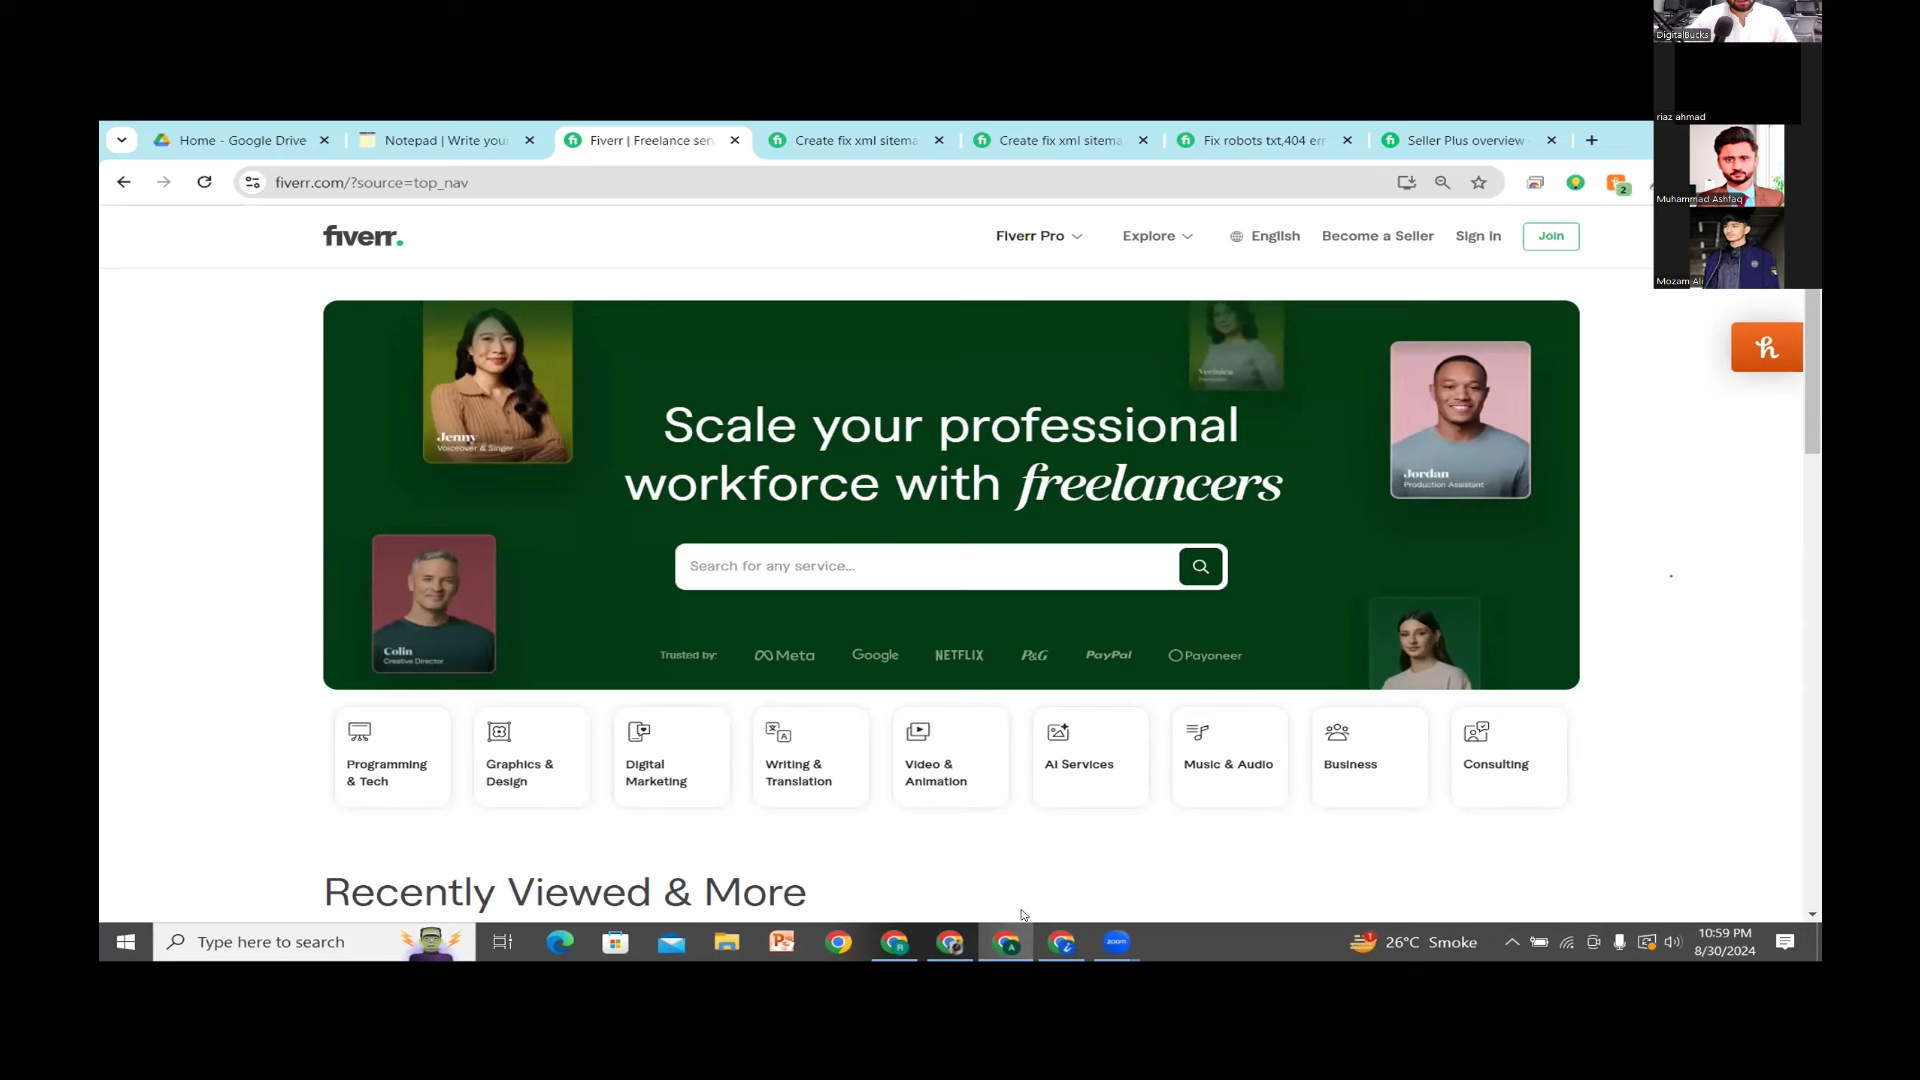 DigitalBucks
riaz ahmad
Muhammad Ashfaq
Mozam Ali
Home - Google Drive
Notepad | Write your
Fiverr | Freelance serv
Create fix xml sitema
Create fix xml sitema
Fix robots txt,404 err
Seller Plus overview -
fiverr.com/?source=top_nav
2
fiverr.
Fiverr Pro
Explore
English
Become a Seller
Sign In
Join
Jenny
Voiceover & Singer
Veronica
Jordan
Production Assistant
Scale your professional
workforce with freelancers
Search for any service...
Colin
Creative Director
Trusted by:
Meta
Google
NETFLIX
P&G
PayPal
Payoneer
Programming
& Tech
Graphics &
Design
Digital
Marketing
Writing &
Translation
Video &
Animation
AI Services
Music & Audio
Business
Consulting
Recently Viewed & More
Type here to search
zoom
26°C Smoke
10:59 PM
8/30/2024